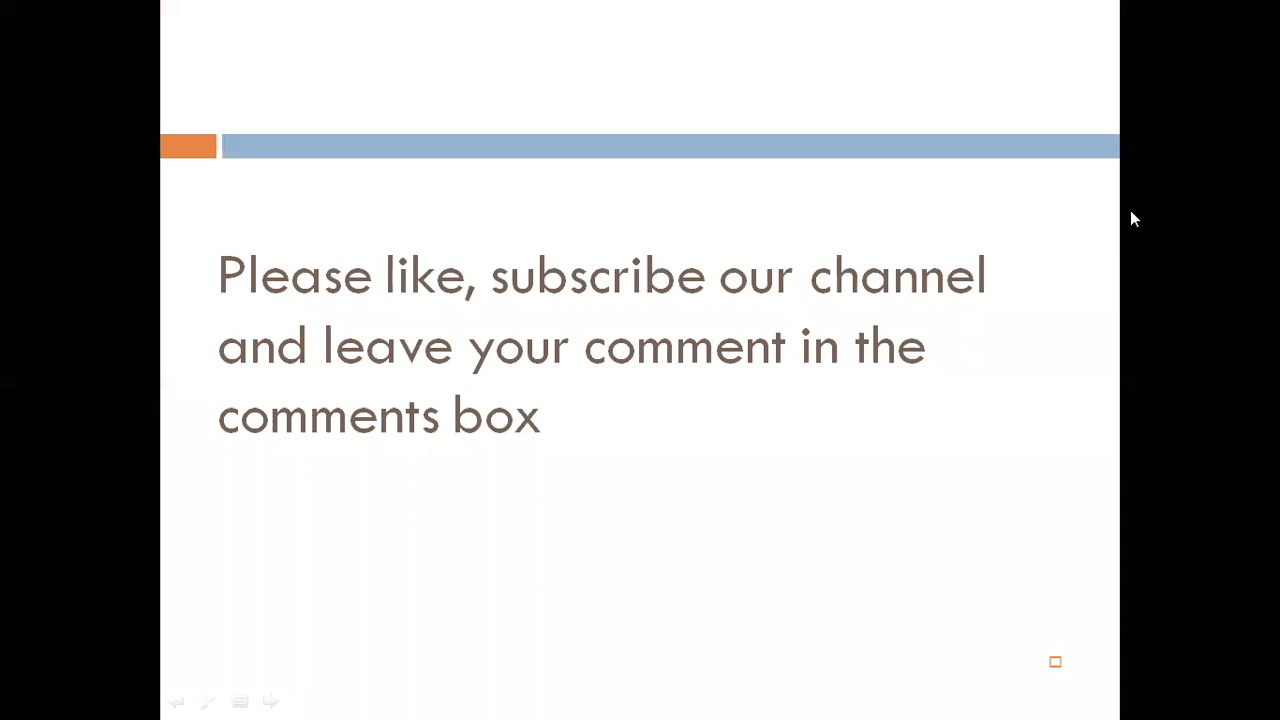 Please like, subscribe our channel
and leave your comment in the
comments box